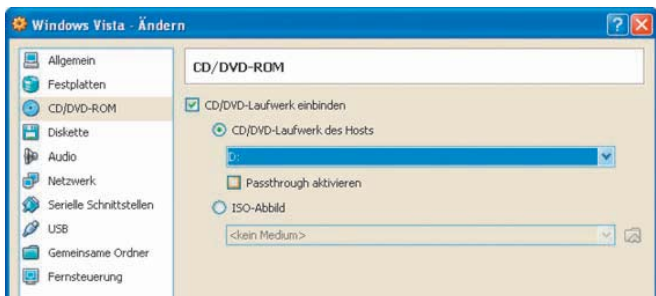 Windows Vista - Ändern
Allgemein
Festplatten
CD/DVD-ROM
Diskette
Audio
Netzwerk
Serielle Schnittstellen
USB
Gemeinsame Ordner
Fernsteuerung
CD/DVD-ROM
CD/DVD-Laufwerk einbinden
CD/DVD-Laufwerk des Hosts
D:
Passthrough aktivieren
ISO-Abbild
<kein Medium>